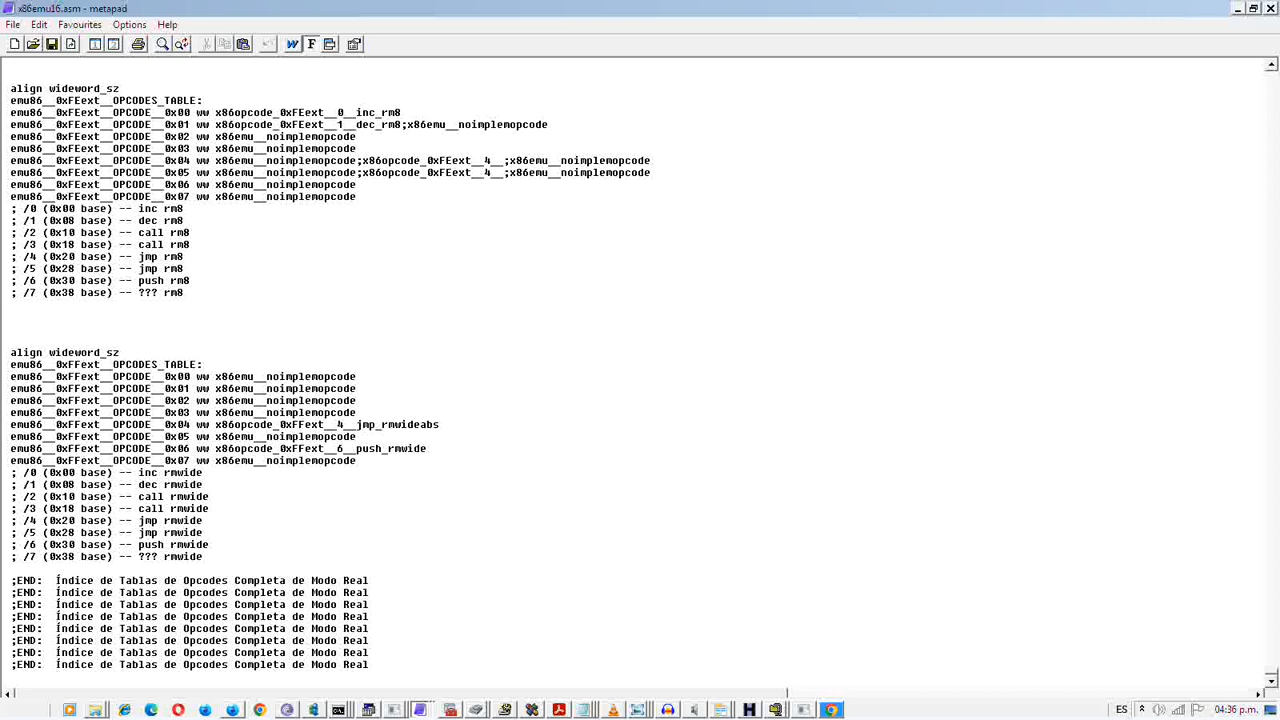 x86emu16.asm - metapad
File Edit Favourites Options Help
align wideword_sz
emu86__0xFEext__OPCODES_TABLE:
emu86__0xFEext__OPCODE__0x00 ww x86opcode_0xFEext__0__inc_rm8
emu86__0xFEext__OPCODE__0x01 ww x86opcode_0xFEext__1__dec_rm8;x86emu__noimplemopcode
emu86__0xFEext__OPCODE__0x02 ww x86emu__noimplemopcode
emu86__0xFEext__OPCODE__0x03 ww x86emu__noimplemopcode
emu86__0xFEext__OPCODE__0x04 ww x86emu__noimplemopcode;x86opcode_0xFEext__4__;x86emu__noimplemopcode
emu86__0xFEext__OPCODE__0x05 ww x86emu__noimplemopcode;x86opcode_0xFEext__4__;x86emu__noimplemopcode
emu86__0xFEext__OPCODE__0x06 ww x86emu__noimplemopcode
emu86__0xFEext__OPCODE__0x07 ww x86emu__noimplemopcode
; /0 (0x00 base) -- inc rm8
; /1 (0x08 base) -- dec rm8
; /2 (0x10 base) -- call rm8
; /3 (0x18 base) -- call rm8
; /4 (0x20 base) -- jmp rm8
; /5 (0x28 base) -- jmp rm8
; /6 (0x30 base) -- push rm8
; /7 (0x38 base) -- ??? rm8
align wideword_sz
emu86__0xFFext__OPCODES_TABLE:
emu86__0xFFext__OPCODE__0x00 ww x86emu__noimplemopcode
emu86__0xFFext__OPCODE__0x01 ww x86emu__noimplemopcode
emu86__0xFFext__OPCODE__0x02 ww x86emu__noimplemopcode
emu86__0xFFext__OPCODE__0x03 ww x86emu__noimplemopcode
emu86__0xFFext__OPCODE__0x04 ww x86opcode_0xFFext__4__jmp_rmwideabs
emu86__0xFFext__OPCODE__0x05 ww x86emu__noimplemopcode
emu86__0xFFext__OPCODE__0x06 ww x86opcode_0xFFext__6__push_rmwide
emu86__0xFFext__OPCODE__0x07 ww x86emu__noimplemopcode
; /0 (0x00 base) -- inc rmwide
; /1 (0x08 base) -- dec rmwide
; /2 (0x10 base) -- call rmwide
; /3 (0x18 base) -- call rmwide
; /4 (0x20 base) -- jmp rmwide
; /5 (0x28 base) -- jmp rmwide
; /6 (0x30 base) -- push rmwide
; /7 (0x38 base) -- ??? rmwide
;END:  Índice de Tablas de Opcodes Completa de Modo Real
;END:  Índice de Tablas de Opcodes Completa de Modo Real
;END:  Índice de Tablas de Opcodes Completa de Modo Real
;END:  Índice de Tablas de Opcodes Completa de Modo Real
;END:  Índice de Tablas de Opcodes Completa de Modo Real
;END:  Índice de Tablas de Opcodes Completa de Modo Real
;END:  Índice de Tablas de Opcodes Completa de Modo Real
;END:  Índice de Tablas de Opcodes Completa de Modo Real
ES 04:36 p.m.